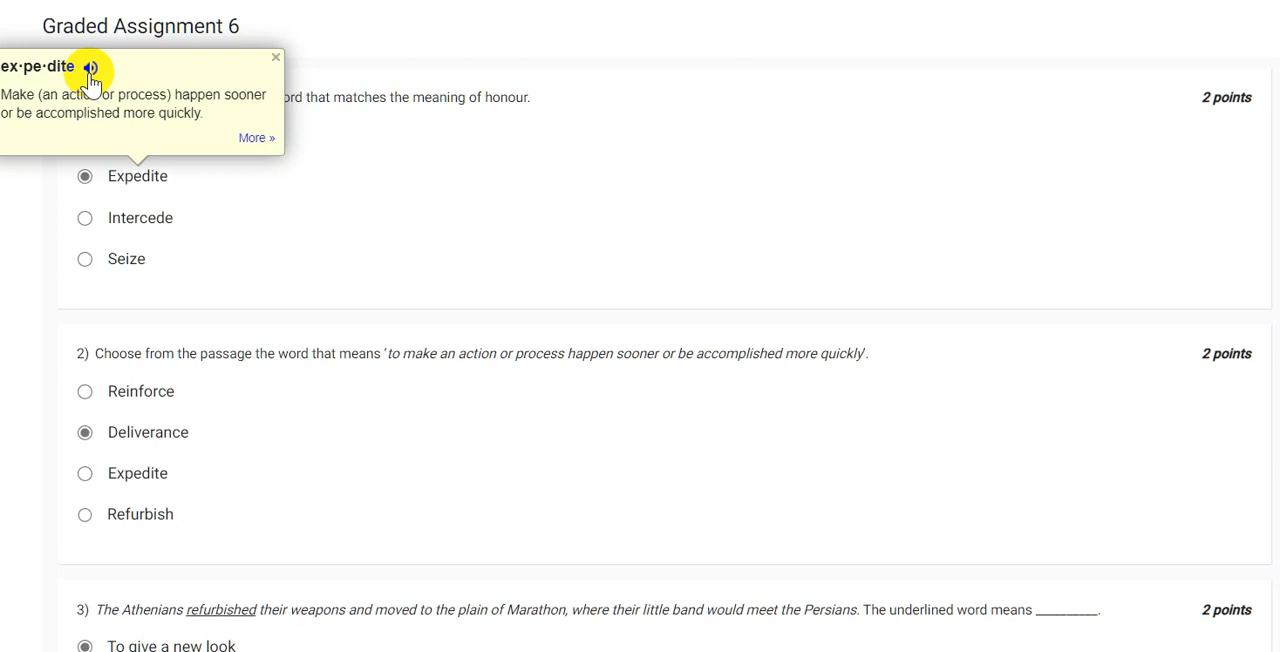 Graded Assignment 6
ex·pe·dite
Make (an action or process) happen sooner
or be accomplished more quickly.
More »
that matches the meaning of honour.
2 points
Expedite
Intercede
Seize
2) Choose from the passage the word that means ‘to make an action or process happen sooner or be accomplished more quickly’.
2 points
Reinforce
Deliverance
Expedite
Refurbish
3) The Athenians refurbished their weapons and moved to the plain of Marathon, where their little band would meet the Persians. The underlined word means _________.
2 points
To give a new look